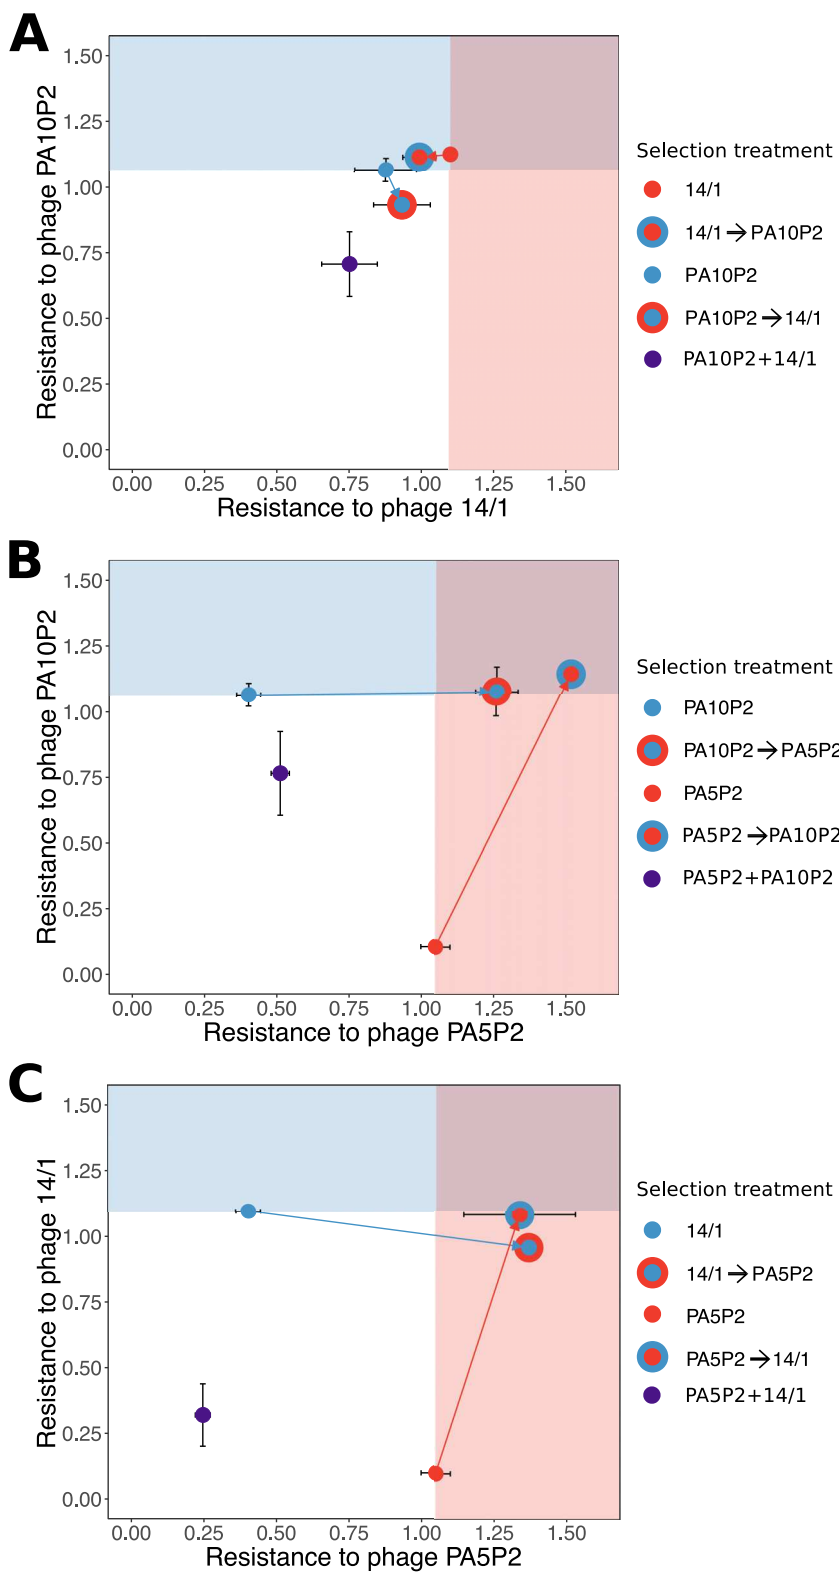 A
Resistance to phage PA10P2
1.50
1.25
1.00
0.75
0.50
0.25
0.00
0.00 0.25 0.50 0.75 1.00 1.25 1.50
Resistance to phage 14/1
Selection treatment
14/1
14/1→PA10P2
PA10P2
PA10P2→14/1
PA10P2+14/1
B
Resistance to phage PA10P2
1.50
1.25
1.00
0.75
0.50
0.25
0.00
0.00 0.25 0.50 0.75 1.00 1.25 1.50
Resistance to phage PA5P2
Selection treatment
PA10P2
PA10P2→PA5P2
PA5P2
PA5P2→PA10P2
PA5P2+PA10P2
C
Resistance to phage 14/1
1.50
1.25
1.00
0.75
0.50
0.25
0.00
0.00 0.25 0.50 0.75 1.00 1.25 1.50
Resistance to phage PA5P2
Selection treatment
14/1
14/1→PA5P2
PA5P2
PA5P2→14/1
PA5P2+14/1